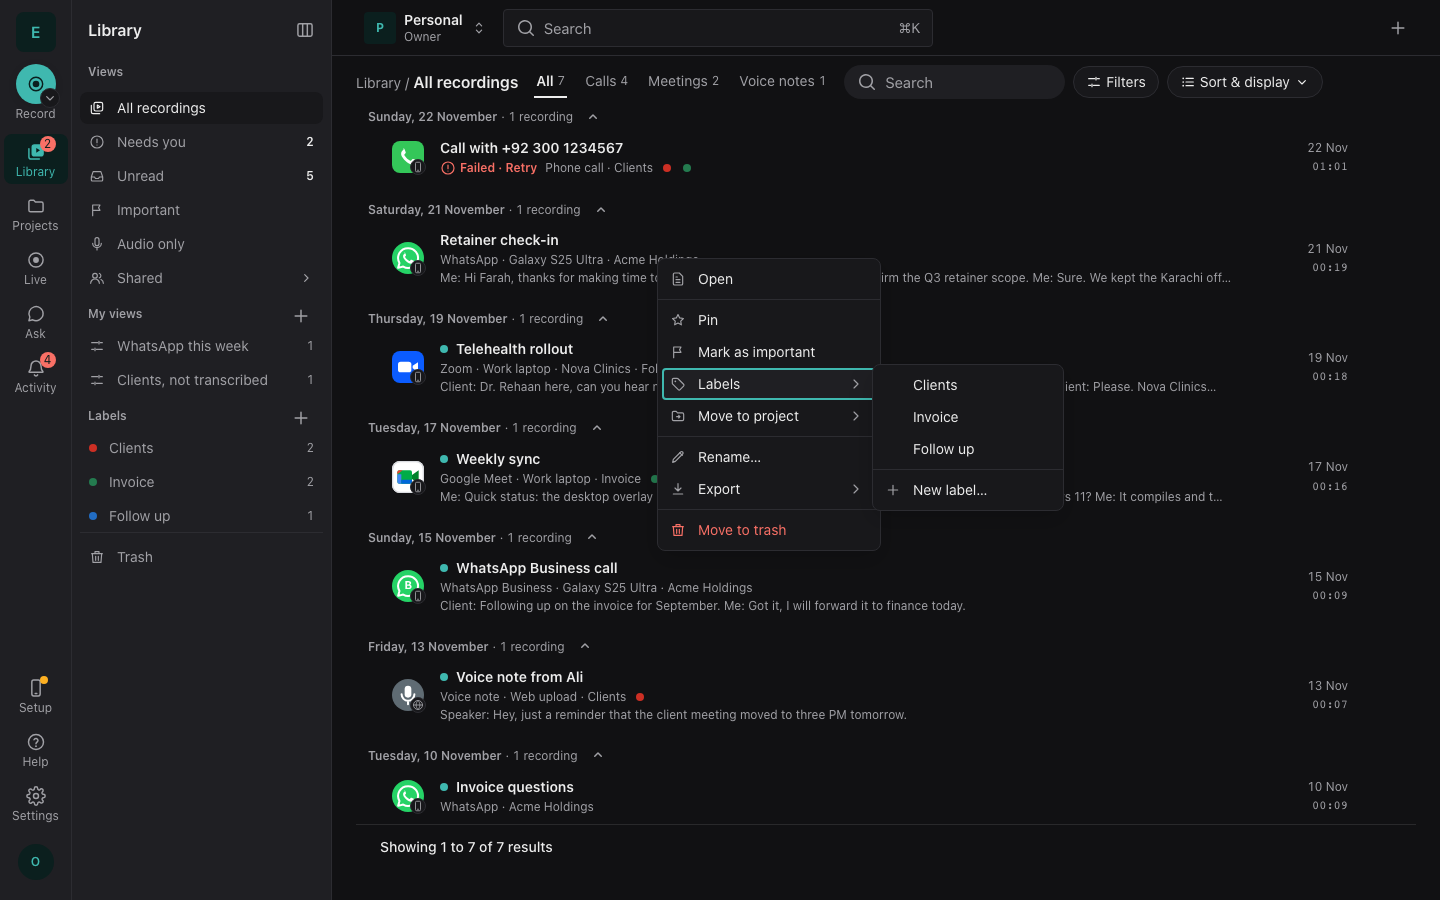 E
Record
2
Library
Projects
Live
Ask
4
Activity
Setup
Help
Settings
O
Library
Views
All recordings
Needs you 2
Unread 5
Important
Audio only
Shared
My views
WhatsApp this week 1
Clients, not transcribed 1
Labels
Clients 2
Invoice 2
Follow up 1
Trash
P
Personal
Owner
Search ⌘K
Library / All recordings
All 7
Calls 4
Meetings 2
Voice notes 1
Search
Filters
Sort & display
Sunday, 22 November · 1 recording
Call with +92 300 1234567
Failed · Retry Phone call · Clients
22 Nov
01:01
Saturday, 21 November · 1 recording
Retainer check-in
WhatsApp · Galaxy S25 Ultra · Acme Holdings
Me: Hi Farah, thanks for making time to
irm the Q3 retainer scope. Me: Sure. We kept the Karachi off...
21 Nov
00:19
Thursday, 19 November · 1 recording
Telehealth rollout
Zoom · Work laptop · Nova Clinics ·
Client: Dr. Rehaan here, can you hear
ient: Please. Nova Clinics...
19 Nov
00:18
Tuesday, 17 November · 1 recording
Weekly sync
Google Meet · Work laptop · Invoice
Me: Quick status: the desktop overlay
s 11? Me: It compiles and t...
17 Nov
00:16
Sunday, 15 November · 1 recording
B
WhatsApp Business call
WhatsApp Business · Galaxy S25 Ultra · Acme Holdings
Client: Following up on the invoice for September. Me: Got it, I will forward it to finance today.
15 Nov
00:09
Friday, 13 November · 1 recording
Voice note from Ali
Voice note · Web upload · Clients
Speaker: Hey, just a reminder that the client meeting moved to three PM tomorrow.
13 Nov
00:07
Tuesday, 10 November · 1 recording
Invoice questions
WhatsApp · Acme Holdings
10 Nov
00:09
Showing 1 to 7 of 7 results
Open
Pin
Mark as important
Labels
Move to project
Rename...
Export
Move to trash
Clients
Invoice
Follow up
New label...